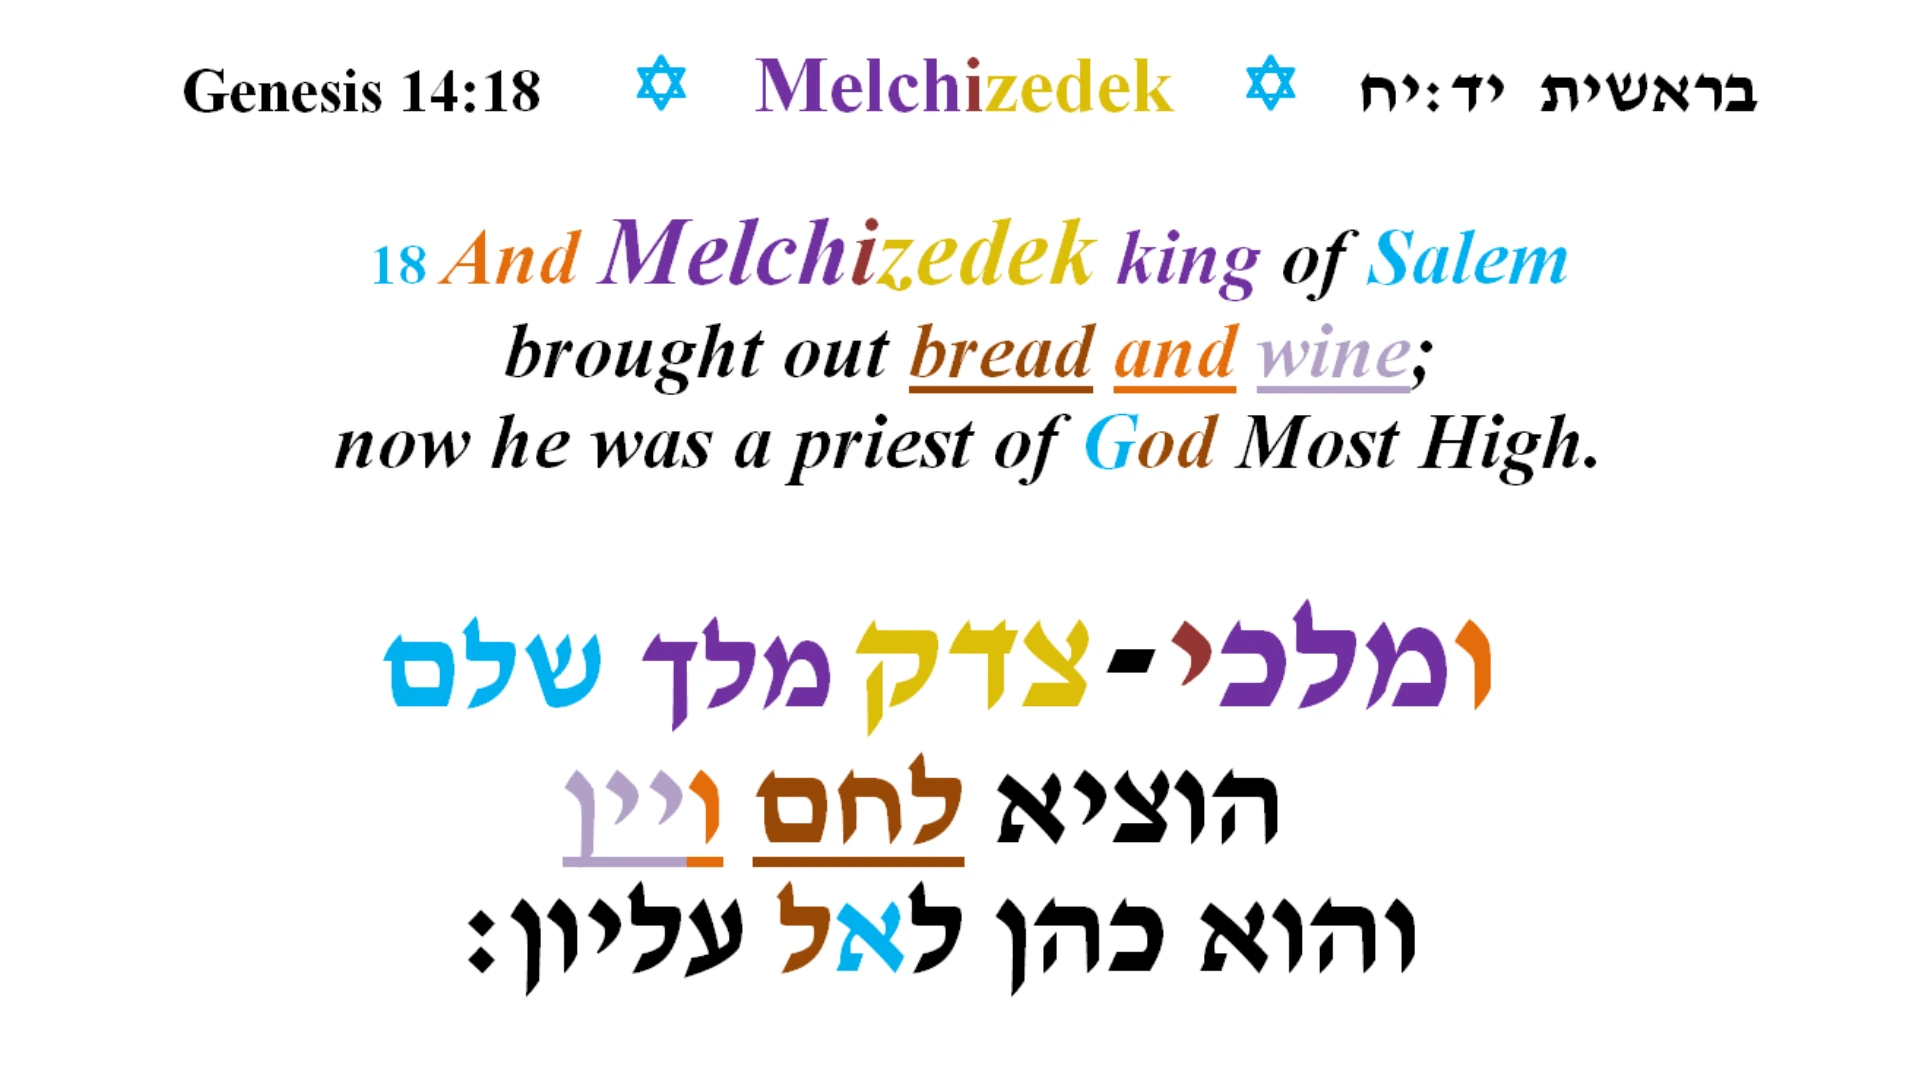 Genesis 14:18 ✡ Melchizedek ✡ בראשית יד:יח
18 And Melchizedek king of Salem
brought out bread and wine;
now he was a priest of God Most High.
ומלכי-צדק מלך שלם
הוציא לחם ויין
והוא כהן לאל עליון: